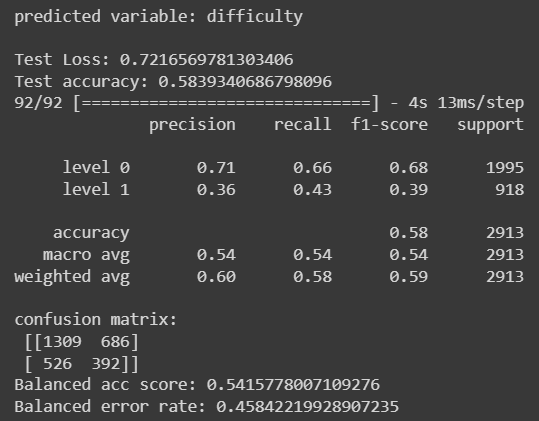 predicted variable: difficulty
Test Loss: 0.7216569781303406
Test accuracy: 0.5839340686798096
92/92 [==============================] - 4s 13ms/step
precision recall f1-score support
level 0 0.71 0.66 0.68 1995
level 1 0.36 0.43 0.39 918
accuracy 0.58 2913
macro avg 0.54 0.54 0.54 2913
weighted avg 0.60 0.58 0.59 2913
confusion matrix:
[[1309 686]
[ 526 392]]
Balanced acc score: 0.5415778007109276
Balanced error rate: 0.45842219928907235